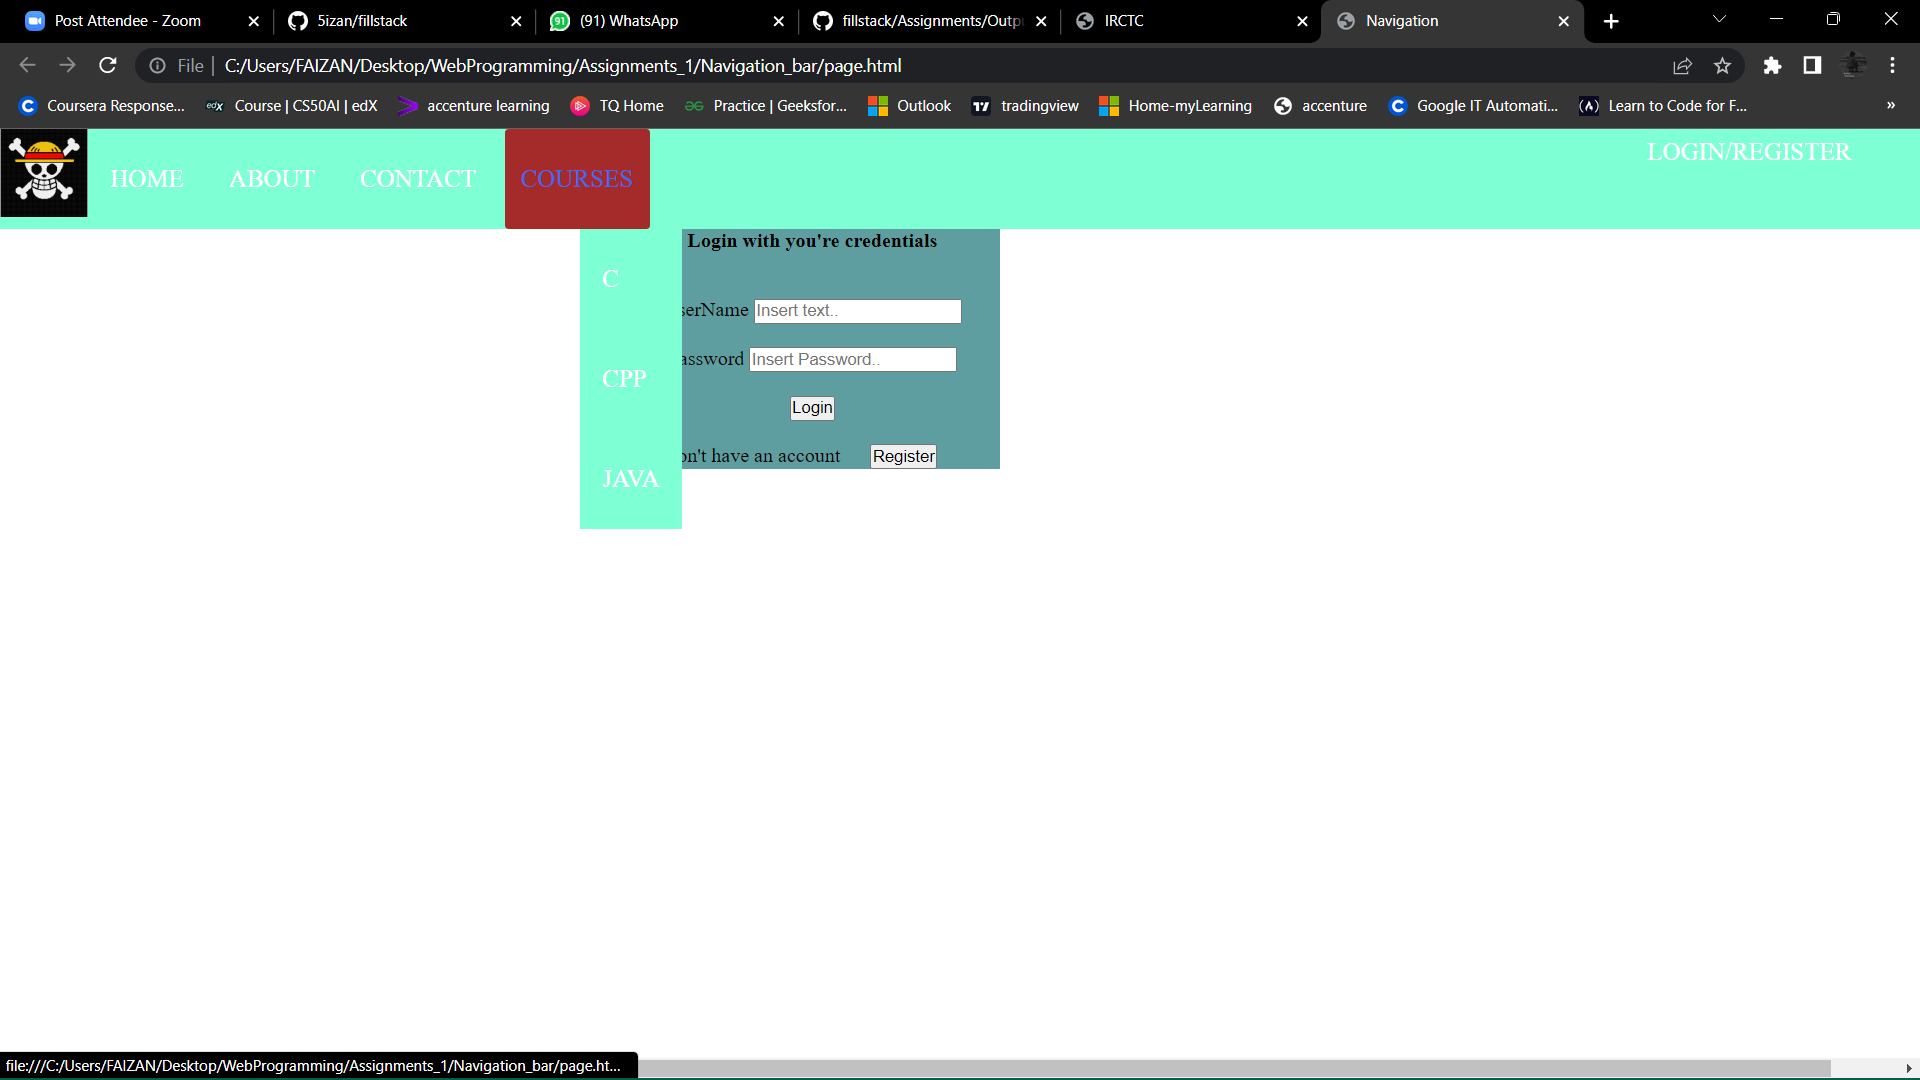 Post Attendee - Zoom
5izan/fillstack
(91) WhatsApp
fillstack/Assignments/Outp
IRCTC
Navigation
File
C:/Users/FAIZAN/Desktop/WebProgramming/Assignments_1/Navigation_bar/page.html
Coursera Response...
edX
Course | CS50AI | edX
accenture learning
TQ Home
Practice | Geeksfor...
Outlook
tradingview
Home-myLearning
accenture
Google IT Automati...
Learn to Code for F...
»
HOME
ABOUT
CONTACT
COURSES
LOGIN/REGISTER
C
CPP
JAVA
Login with you're credentials
serName Insert text..
assword Insert Password..
Login
on't have an account Register
file:///C:/Users/FAIZAN/Desktop/WebProgramming/Assignments_1/Navigation_bar/page.ht...